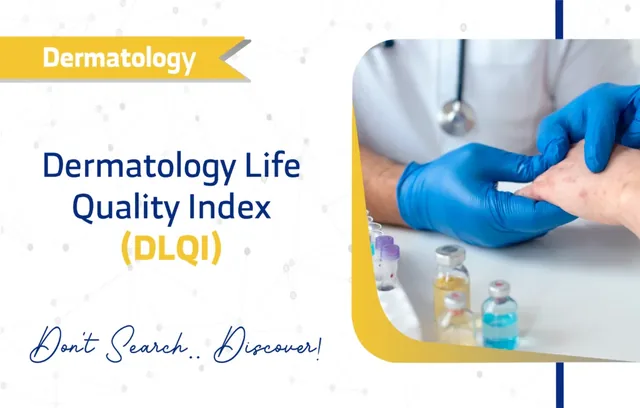 Dermatology
Dermatology Life
Quality Index
(DLQI)
Don't Search.. Discover!